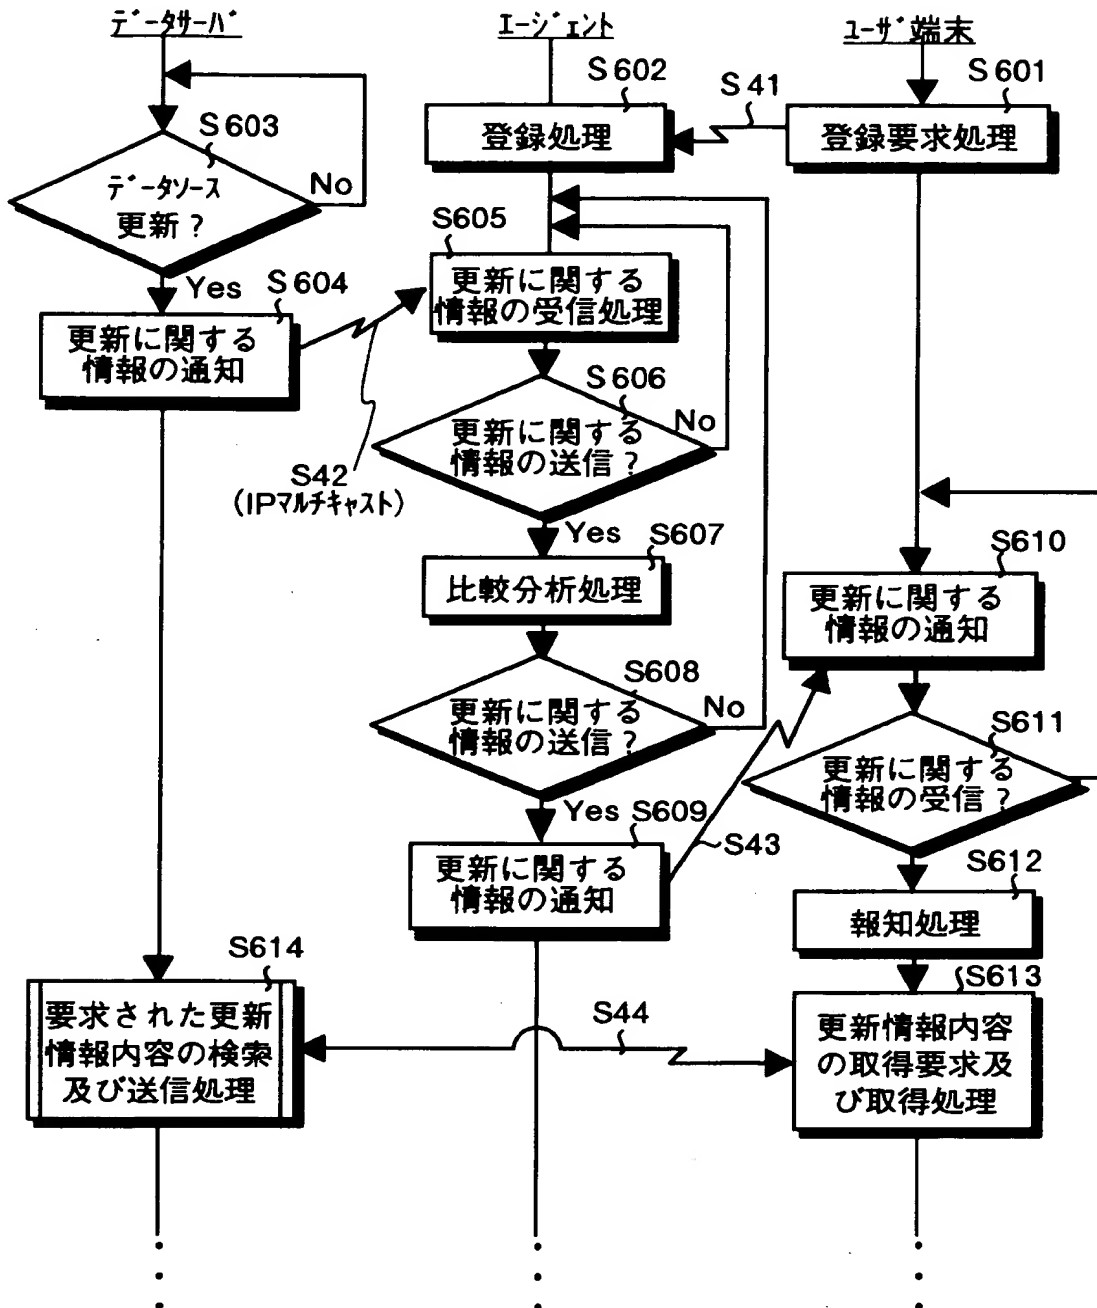 データサーバ
エージェント
ユーザ端末
S602
S41
S601
登録処理
登録要求処理
S603
データソース
更新?
No
S605
更新に関する
情報の受信処理
Yes
S604
更新に関する
情報の通知
S606
更新に関する
情報の送信?
No
S42
(IPマルチキャスト)
Yes
S607
比較分析処理
S610
更新に関する
情報の通知
S608
更新に関する
情報の送信?
No
S611
更新に関する
情報の受信?
Yes
S609
更新に関する
情報の通知
S43
S612
報知処理
S614
要求された更新
情報内容の検索
及び送信処理
S44
S613
更新情報内容
の取得要求及
び取得処理